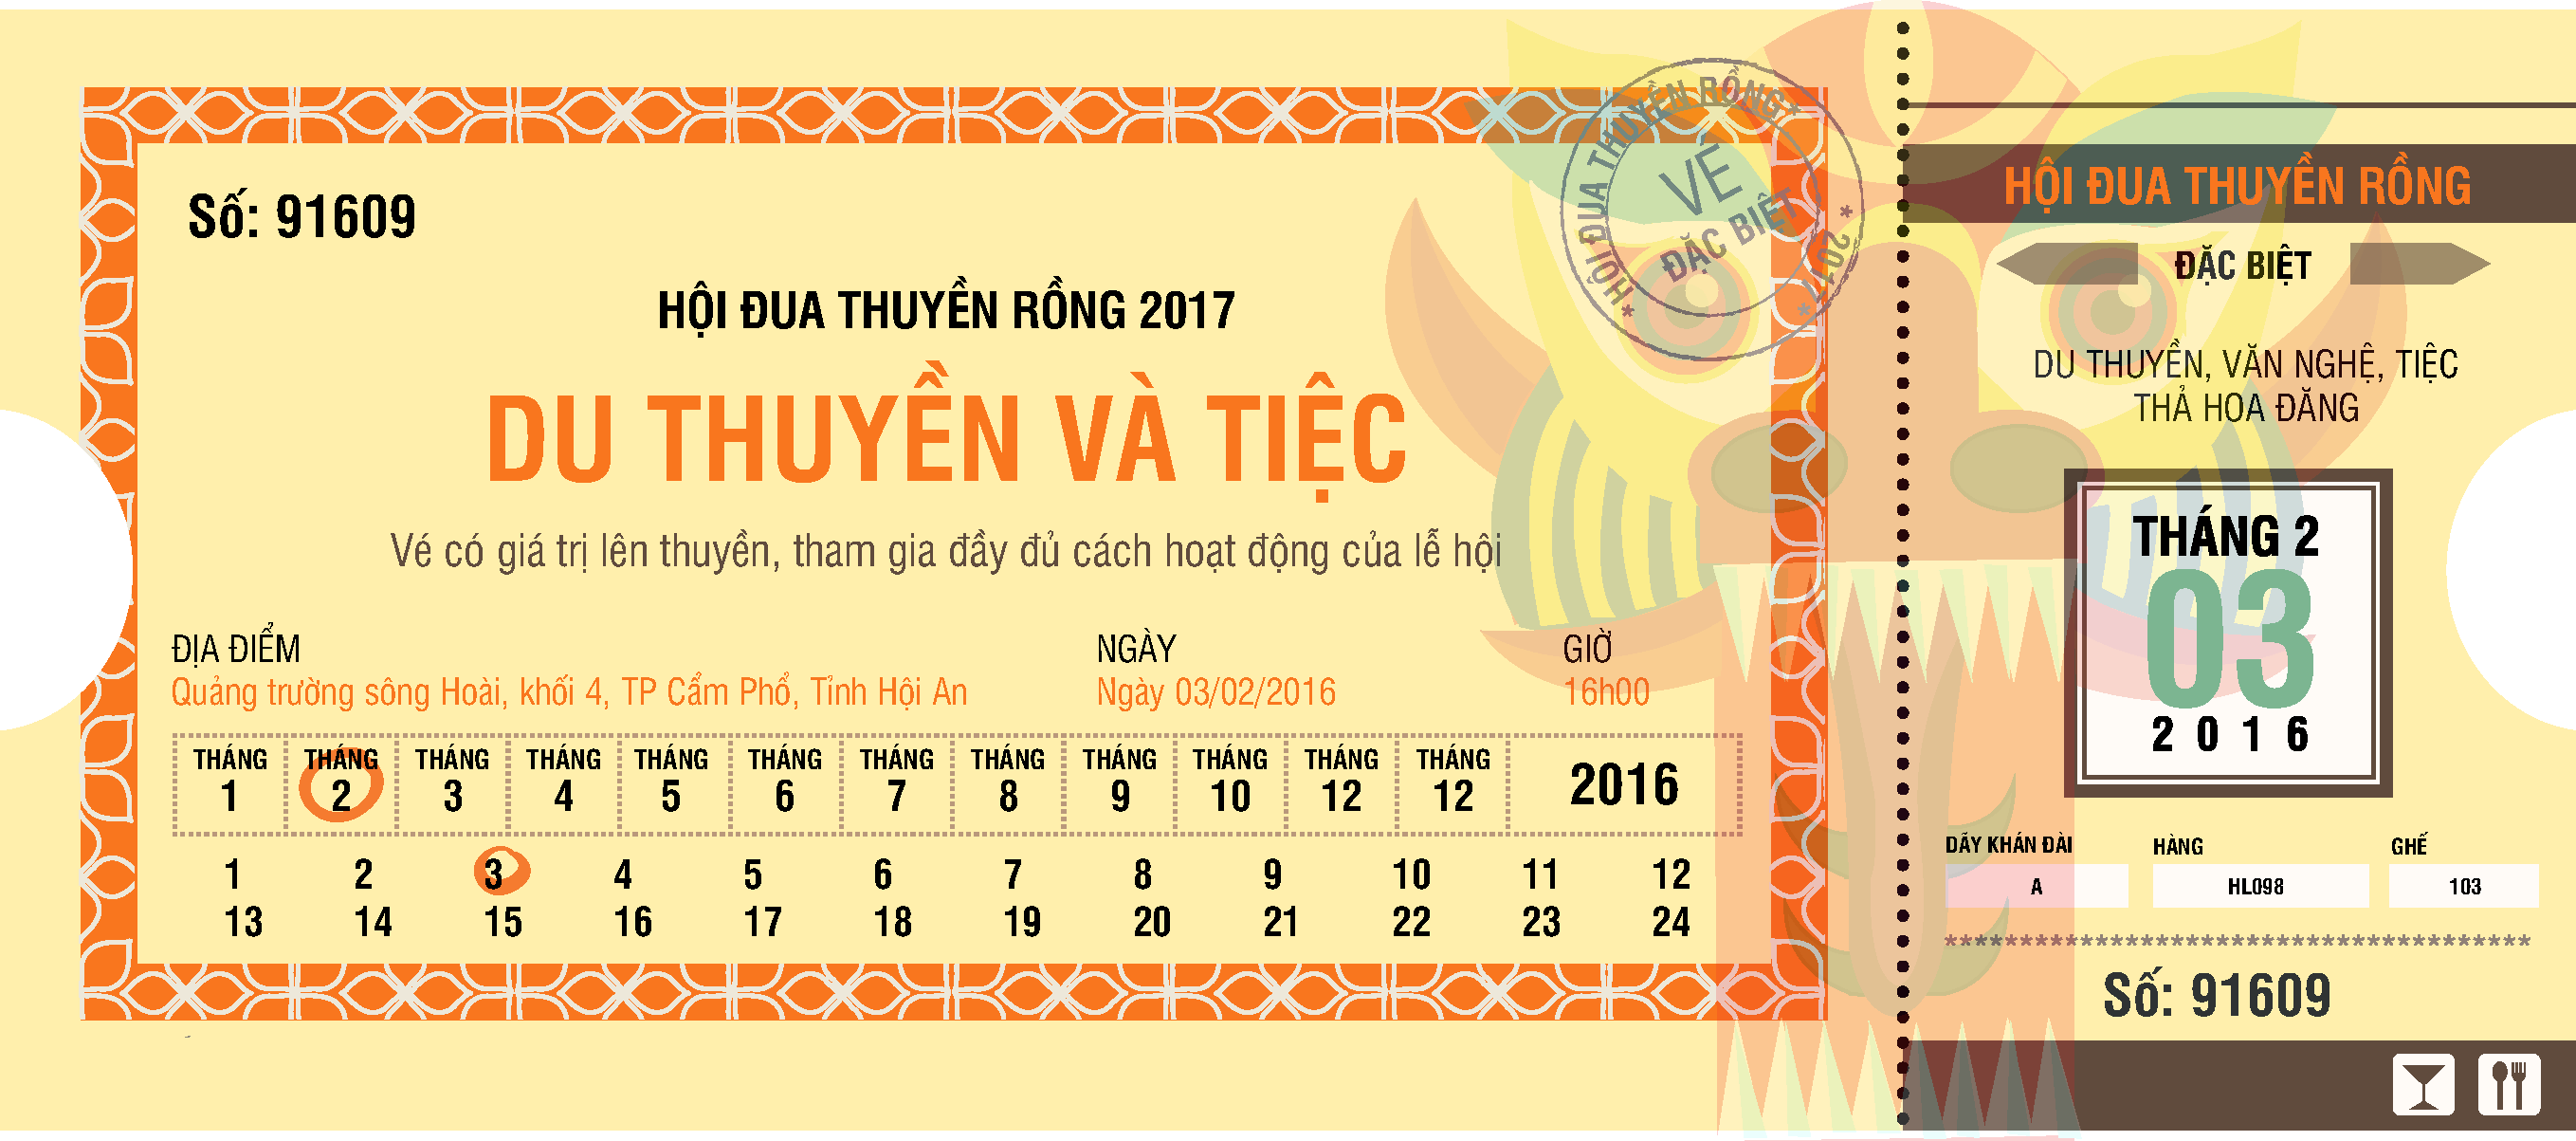 Số: 91609
HỘI ĐUA THUYỀN RỒNG 2017
DU THUYỀN VÀ TIỆC
Vé có giá trị lên thuyền, tham gia đầy đủ cách hoạt động của lễ hội
ĐỊA ĐIỂM NGÀY GIỜ
Quảng trường sông Hoài, khối 4, TP Cẩm Phổ, Tỉnh Hội An Ngày 03/02/2016 16h00
THÁNG THÁNG THÁNG THÁNG THÁNG THÁNG THÁNG THÁNG THÁNG THÁNG THÁNG THÁNG
1 2 3 4 5 6 7 8 9 10 12 12 2016
1 2 3 4 5 6 7 8 9 10 11 12
13 14 15 16 17 18 19 20 21 22 23 24
*HỘI ĐUA THUYỀN RỒNG* *2017*
VÉ
ĐẶC BIỆT
HỘI ĐUA THUYỀN RỒNG
ĐẶC BIỆT
DU THUYỀN, VĂN NGHỆ, TIỆC
THẢ HOA ĐĂNG
THÁNG 2
03
2016
DÃY KHÁN ĐÀI HÀNG GHẾ
A HL098 103
***************************************
Số: 91609